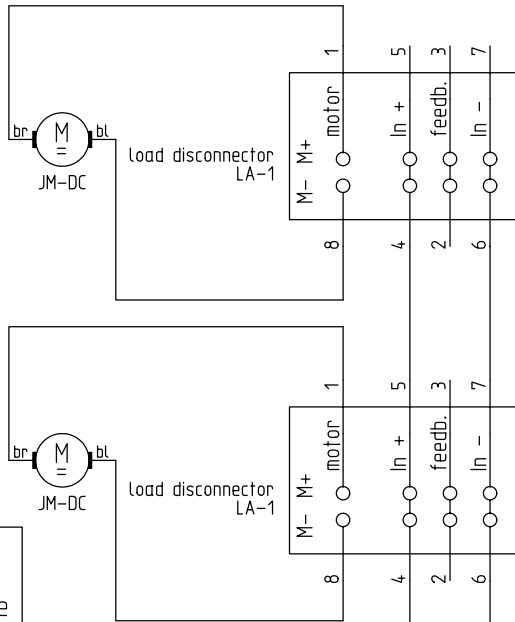 1
5
3
7
br
M
=
bl
JM-DC
load disconnector
LA-1
M- M+
motor
In +
feedb.
In -
8
4
2
6
1
5
3
7
br
M
=
bl
JM-DC
load disconnector
LA-1
M- M+
motor
In +
feedb.
In -
8
4
2
6